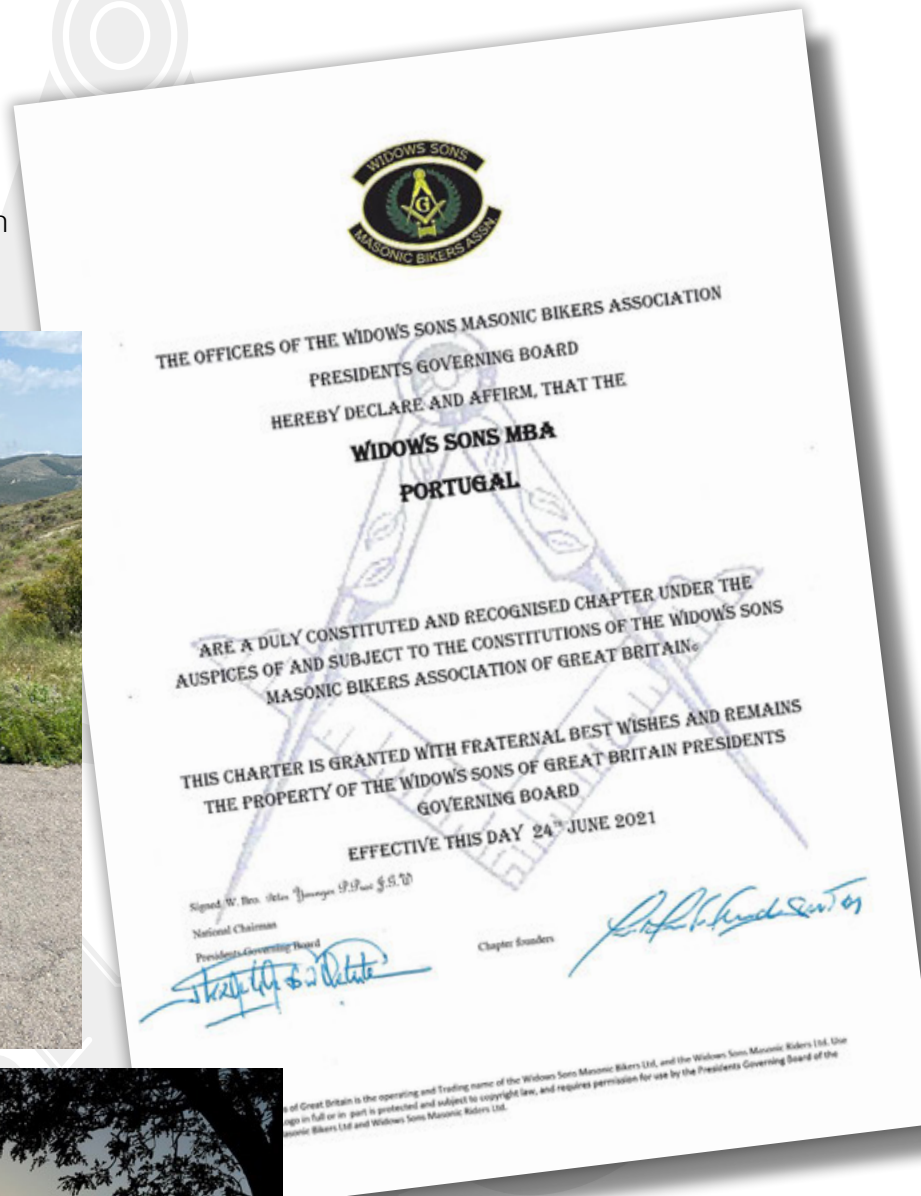 n
WIDOWS SONS
G
MASONIC BIKERS ASSN.
THE OFFICERS OF THE WIDOWS SONS MASONIC BIKERS ASSOCIATION
PRESIDENTS GOVERNING BOARD
HEREBY DECLARE AND AFFIRM, THAT THE
WIDOWS SONS MBA
PORTUGAL
ARE A DULY CONSTITUTED AND RECOGNISED CHAPTER UNDER THE
AUSPICES OF AND SUBJECT TO THE CONSTITUTIONS OF THE WIDOWS SONS
MASONIC BIKERS ASSOCIATION OF GREAT BRITAIN.
THIS CHARTER IS GRANTED WITH FRATERNAL BEST WISHES AND REMAINS
THE PROPERTY OF THE WIDOWS SONS OF GREAT BRITAIN PRESIDENTS
GOVERNING BOARD
EFFECTIVE THIS DAY 24TH JUNE 2021
Signed W. Bro.
National Chairman
Presidents Governing Board
Chapter founders
s of Great Britain is the operating and Trading name of the Widows Sons Masonic Bikers Ltd, and the Widows Sons Masonic Riders Ltd. Use
ogo in full or in part is protected and subject to copyright law, and requires permission for use by the Presidents Governing Board of the
asonic Bikers Ltd and Widows Sons Masonic Riders Ltd.